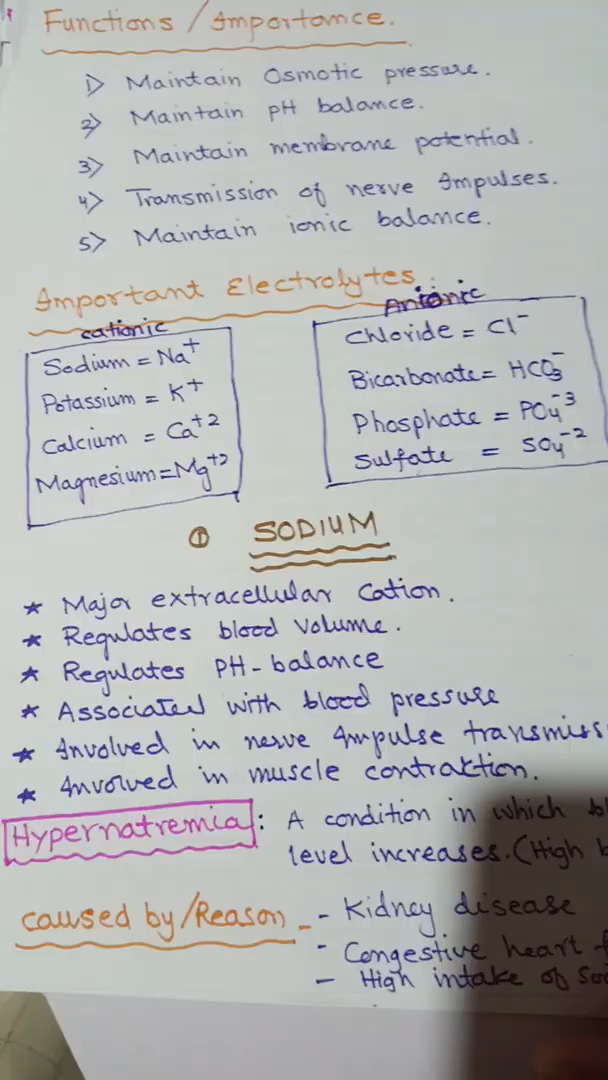 Functions / Importance.
1) Maintain Osmotic pressure.
2) Maintain pH balance.
3) Maintain membrane potential.
4) Transmission of nerve Impulses.
5) Maintain ionic balance.
Important Electrolytes
cationic
Sodium = Na⁺
Potassium = K⁺
Calcium = Ca⁺²
Magnesium = Mg⁺²
Anionic
Chloride = Cl⁻
Bicarbonate = HCO₃⁻
Phosphate = PO₄⁻³
Sulfate = SO₄⁻²
① SODIUM
* Major extracellular Cation.
* Regulates blood Volume.
* Regulates PH-balance
* Associated with blood pressure
* Involved in nerve Impulse transmiss
* Involved in muscle contraction.
Hypernatremia : A condition in which
level increases. (High
caused by/Reason - - Kidney disease
- Congestive heart
- High intake of